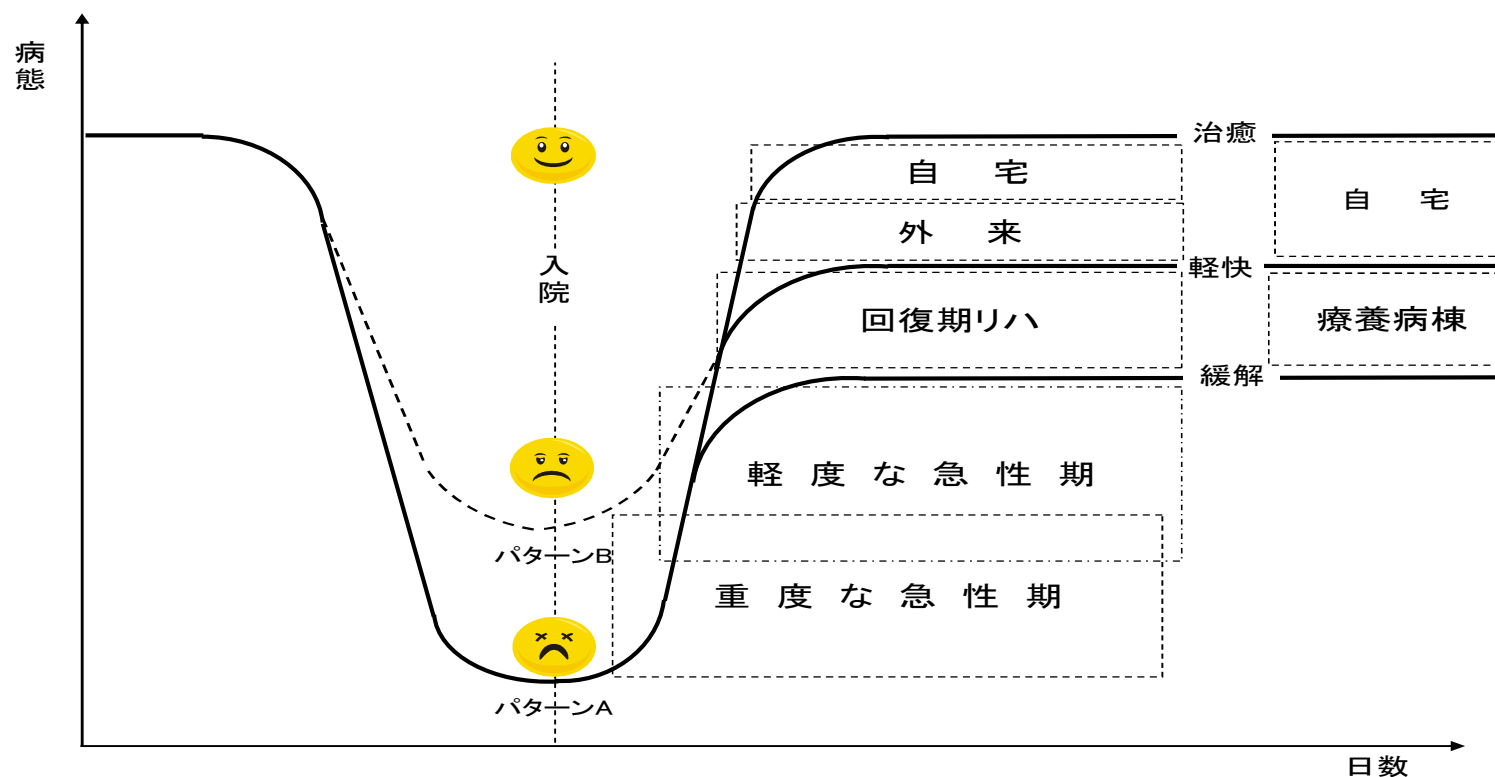 病態
治癒
自宅
自宅
外来
入院
軽快
回復期リハ
療養病棟
緩解
軽度な急性期
パターンB
重度な急性期
パターンA
日数